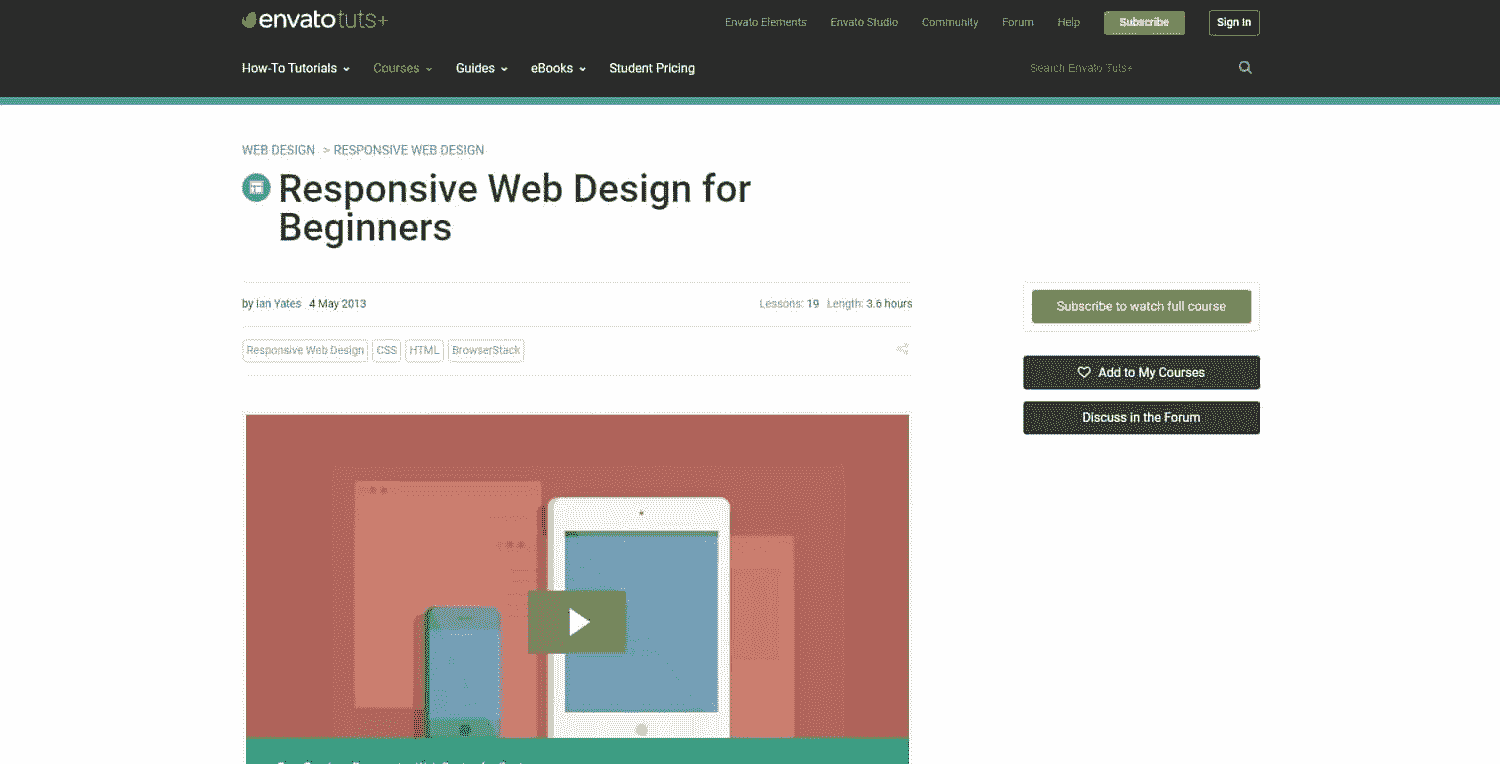 envatotuts+
Envato Elements Envato Studio Community Forum Help Subscribe Sign In
How-To Tutorials Courses Guides eBooks Student Pricing Search Envato Tuts+
WEB DESIGN > RESPONSIVE WEB DESIGN
Responsive Web Design for
Beginners
by Ian Yates 4 May 2013 Lessons: 19 Length: 3.6 hours
Subscribe to watch full course
Responsive Web Design CSS HTML BrowserStack
Add to My Courses
Discuss in the Forum